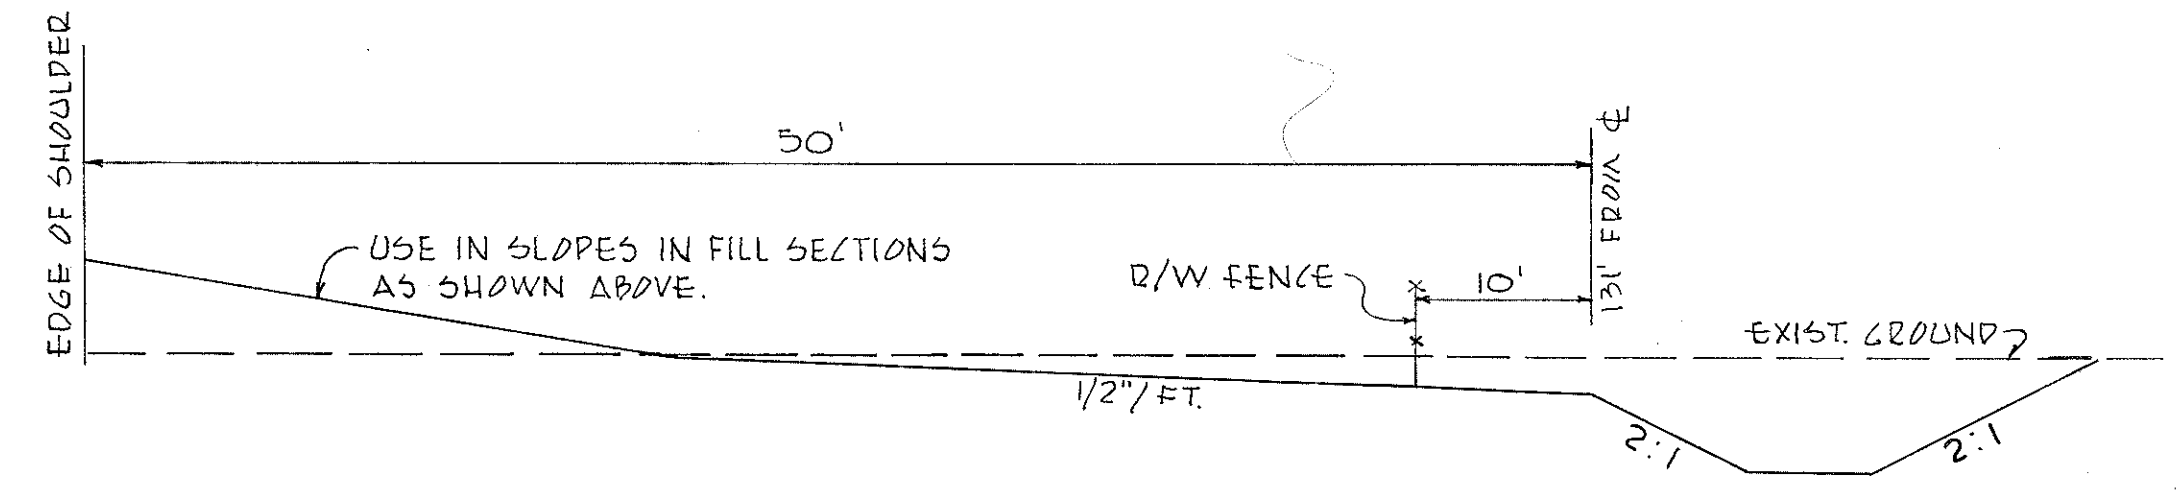 EDGE OF SHOULDER
50'
131' FROM ℄
USE IN SLOPES IN FILL SECTIONS
AS SHOWN ABOVE.
R/W FENCE
10'
EXIST. GROUND
1/2"/FT.
2:1
2:1